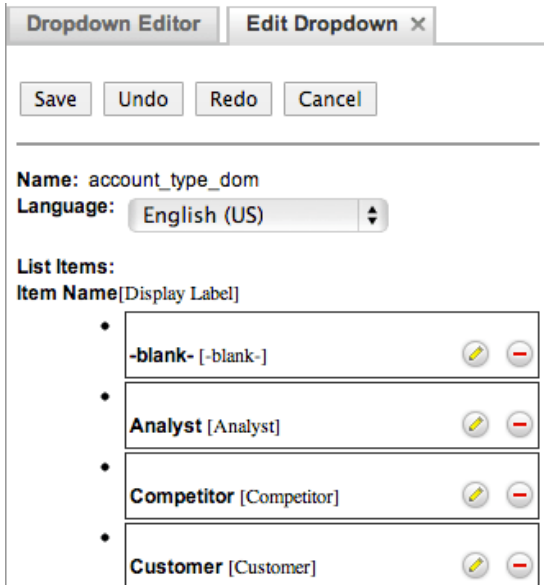 Dropdown Editor Edit Dropdown ×
Save Undo Redo Cancel
Name: account_type_dom
Language: English (US)
List Items:
Item Name[Display Label]
-blank- [-blank-]
Analyst [Analyst]
Competitor [Competitor]
Customer [Customer]